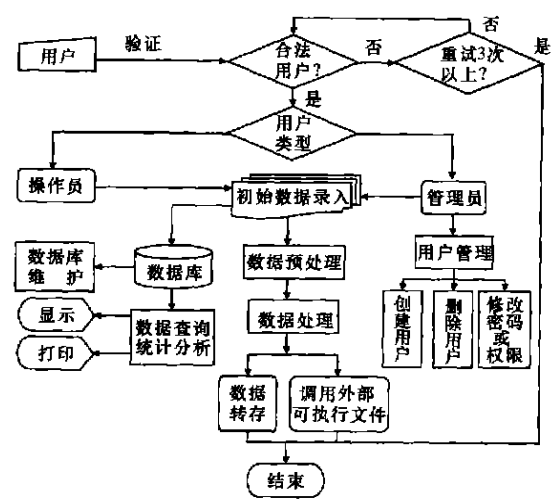 用户
验证
合法
用户?
否
重试3次
以上?
否
是
是
用户
类型
操作员
初始数据录入
管理员
数据库
维 护
数据库
数据预处理
用户管理
显示
打印
数据查询
统计分析
数据处理
创建用户
删除用户
修改
密码或
权限
数据
转存
调用外部
可执行文件
结束